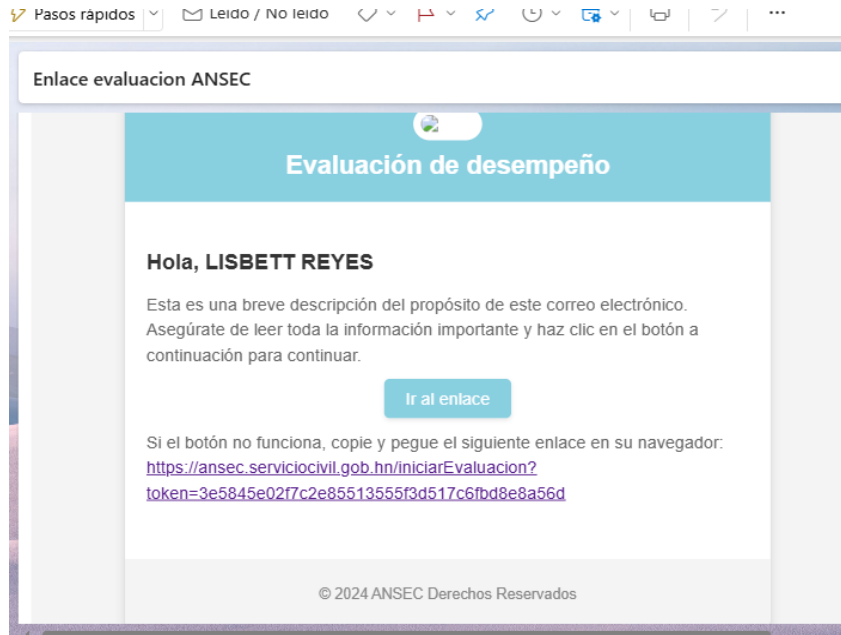 Pasos rápidos
Leído / No leído
Enlace evaluacion ANSEC
Evaluación de desempeño
Hola, LISBETT REYES
Esta es una breve descripción del propósito de este correo electrónico.
Asegúrate de leer toda la información importante y haz clic en el botón a
continuación para continuar.
Ir al enlace
Si el botón no funciona, copie y pegue el siguiente enlace en su navegador:
https://ansec.serviciocivil.gob.hn/iniciarEvaluacion?
token=3e5845e02f7c2e85513555f3d517c6fbd8e8a56d
© 2024 ANSEC Derechos Reservados